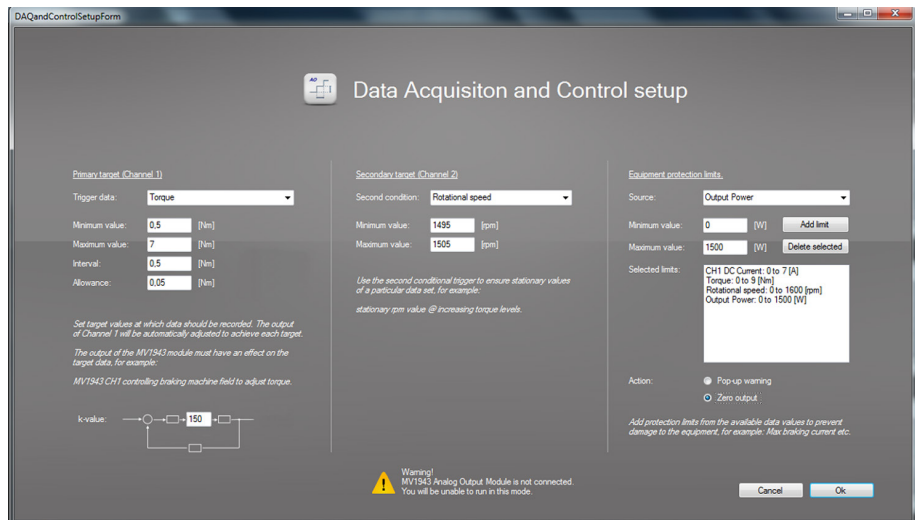 DAQandControlSetupForm
Data Acquisiton and Control setup
Primary target (Channel 1)
Trigger data: Torque
Minimum value: 0,5 [Nm]
Maximum value: 7 [Nm]
Interval: 0,5 [Nm]
Allowance: 0,05 [Nm]
Set target values at which data should be recorded. The output
of Channel 1 will be automatically adjusted to achieve each target.
The output of the MV1943 module must have an effect on the
target data, for example:
MV1943 CH1 controlling braking machine field to adjust torque.
k-value: 150
Secondary target (Channel 2)
Second condition: Rotational speed
Minimum value: 1495 [rpm]
Maximum value: 1505 [rpm]
Use the second conditional trigger to ensure stationary values
of a particular data set, for example:
stationary rpm value @ increasing torque levels.
Equipment protection limits.
Source: Output Power
Minimum value: 0 [W] Add limit
Maximum value: 1500 [W] Delete selected
Selected limits:
CH1 DC Current: 0 to 7 [A]
Torque: 0 to 9 [Nm]
Rotational speed: 0 to 1600 [rpm]
Output Power: 0 to 1500 [W]
Action: Pop-up warning
Zero output
Add protection limits from the available data values to prevent
damage to the equipment, for example: Max braking current etc.
Warning!
MV1943 Analog Output Module is not connected.
You will be unable to run in this mode.
Cancel Ok